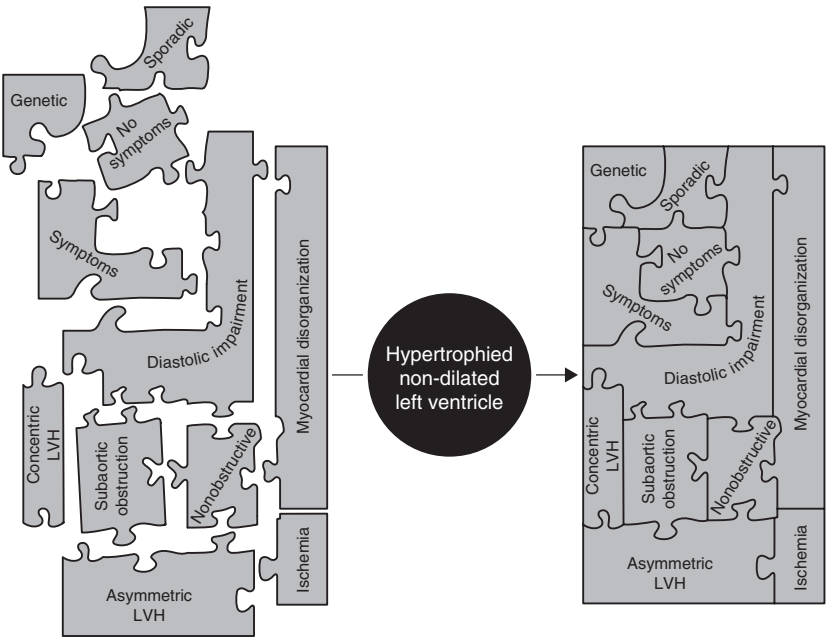 Sporadic
Genetic
No
symptoms
Symptoms
Diastolic impairment
Myocardial disorganization
Concentric
LVH
Subaortic
obstruction
Nonobstructive
Asymmetric
LVH
Ischemia
Hypertrophied
non-dilated
left ventricle
Genetic
Sporadic
No
symptoms
Symptoms
Diastolic impairment
Myocardial disorganization
Concentric
LVH
Subaortic
obstruction
Nonobstructive
Asymmetric
LVH
Ischemia